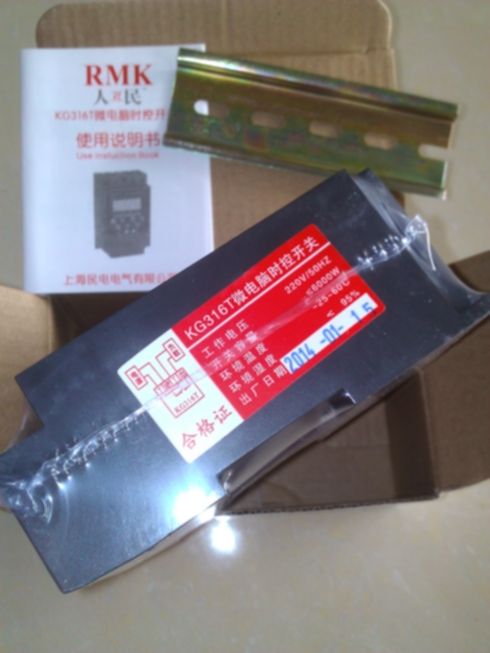 RMK
人民
KG316T微电脑时控开
使用说明书
Use Instuction Book
上海民电电气有限公
KG316T微电脑时控开关
工作电压 220V/50HZ
开关容量 ≤6000W
环境温度 -25-40℃
环境湿度 ＜ 95%
出厂日期 2014-01-15
KG316T
合格证